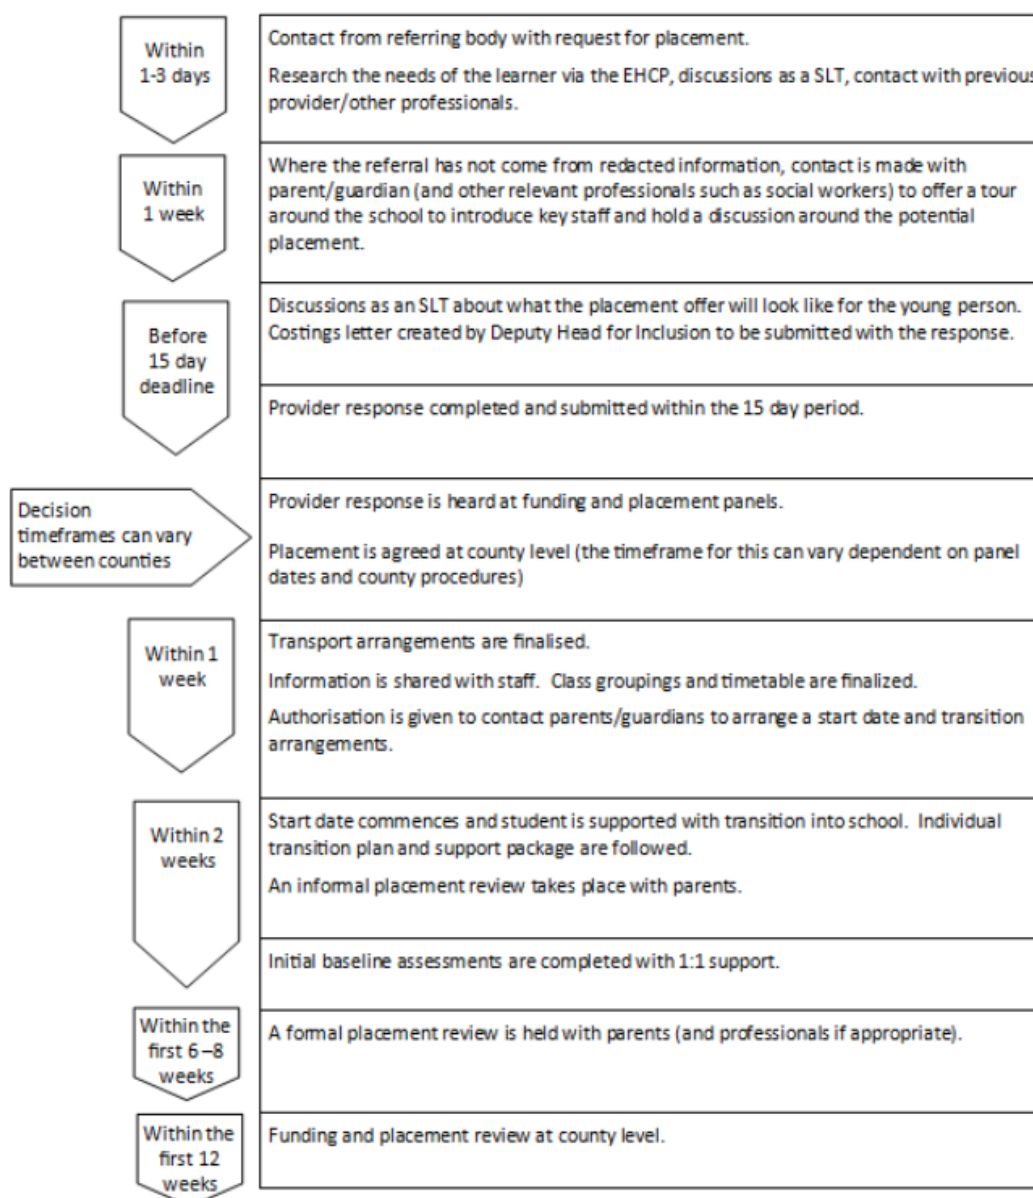 Within
1-3 days
Contact from referring body with request for placement.
Research the needs of the learner via the EHCP, discussions as a SLT, contact with previous
provider/other professionals.
Within
1 week
Where the referral has not come from redacted information, contact is made with
parent/guardian (and other relevant professionals such as social workers) to offer a tour
around the school to introduce key staff and hold a discussion around the potential
placement.
Before
15 day
deadline
Discussions as an SLT about what the placement offer will look like for the young person.
Costings letter created by Deputy Head for Inclusion to be submitted with the response.
Provider response completed and submitted within the 15 day period.
Decision
timeframes can vary
between counties
Provider response is heard at funding and placement panels.
Placement is agreed at county level (the timeframe for this can vary dependent on panel
dates and county procedures)
Within 1
week
Transport arrangements are finalised.
Information is shared with staff. Class groupings and timetable are finalized.
Authorisation is given to contact parents/guardians to arrange a start date and transition
arrangements.
Within 2
weeks
Start date commences and student is supported with transition into school. Individual
transition plan and support package are followed.
An informal placement review takes place with parents.
Initial baseline assessments are completed with 1:1 support.
Within the
first 6–8
weeks
A formal placement review is held with parents (and professionals if appropriate).
Within the
first 12
weeks
Funding and placement review at county level.